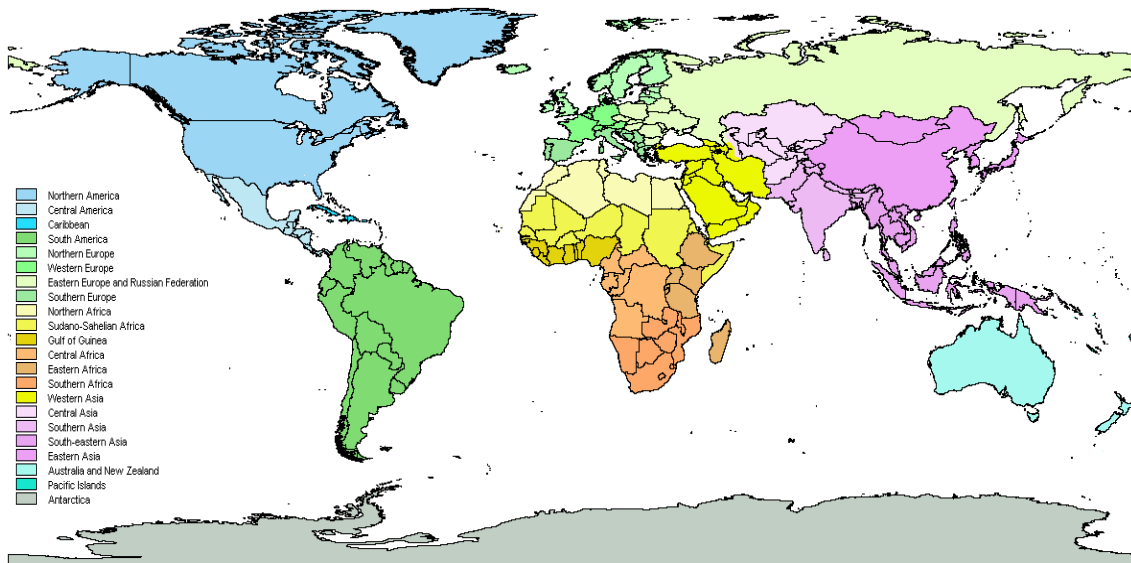 Northern America
Central America
Caribbean
South America
Northern Europe
Western Europe
Eastern Europe and Russian Federation
Southern Europe
Northern Africa
Sudano-Sahelian Africa
Gulf of Guinea
Central Africa
Eastern Africa
Southern Africa
Western Asia
Central Asia
Southern Asia
South-eastern Asia
Eastern Asia
Australia and New Zealand
Pacific Islands
Antarctica